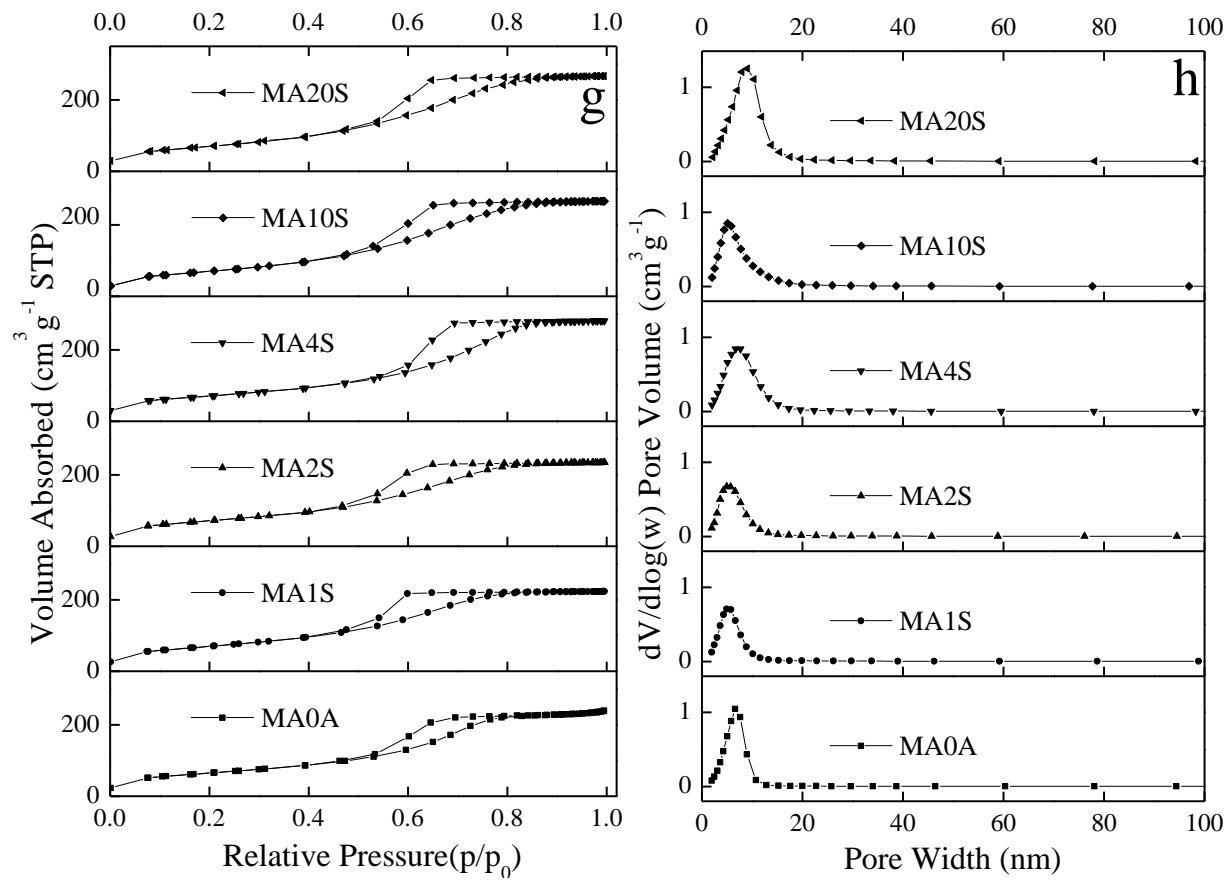 0.0 0.2 0.4 0.6 0.8 1.0
g
200
MA20S
0
200
MA10S
0
200
MA4S
0
200
MA2S
0
200
MA1S
0
200
MA0A
0
0.0 0.2 0.4 0.6 0.8 1.0
Volume Absorbed (cm³ g⁻¹ STP)
Relative Pressure(p/p₀)
0 20 40 60 80 100
h
1
MA20S
0
1
MA10S
0
1
MA4S
0
1
MA2S
0
1
MA1S
0
1
MA0A
0
0 20 40 60 80 100
dV/dlog(w) Pore Volume (cm³g⁻¹)
Pore Width (nm)